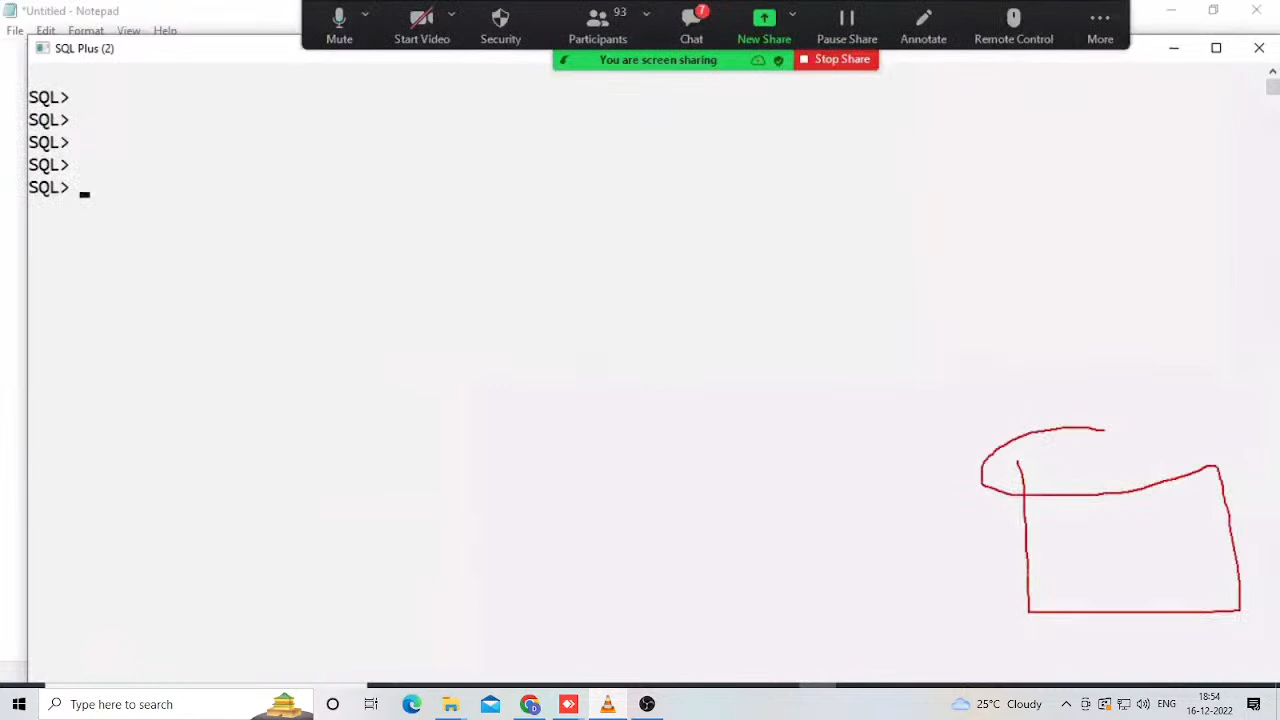 *Untitled - Notepad
File Edit Format View Help
93
7
Mute Start Video Security Participants Chat New Share Pause Share Annotate Remote Control More
SQL Plus (2)
You are screen sharing Stop Share
SQL>
SQL>
SQL>
SQL>
SQL>
Type here to search
25°C Cloudy
ENG
18:54
16-12-2022